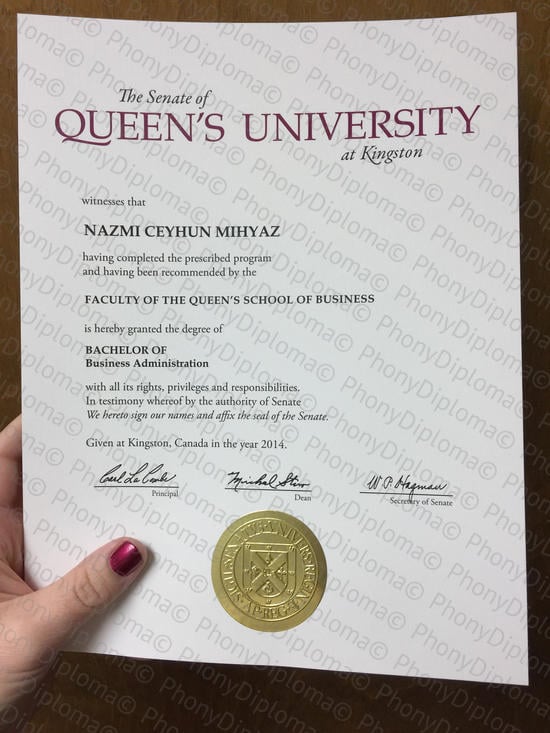 The Senate of
QUEEN'S UNIVERSITY
at Kingston
witnesses that
NAZMI CEYHUN MIHYAZ
having completed the prescribed program
and having been recommended by the
FACULTY OF THE QUEEN'S SCHOOL OF BUSINESS
is hereby granted the degree of
BACHELOR OF
Business Administration
with all its rights, privileges and responsibilities.
In testimony whereof by the authority of Senate
We hereto sign our names and affix the seal of the Senate.
Given at Kingston, Canada in the year 2014.
Principal
Dean
Secretary of Senate
PhonyDiploma©